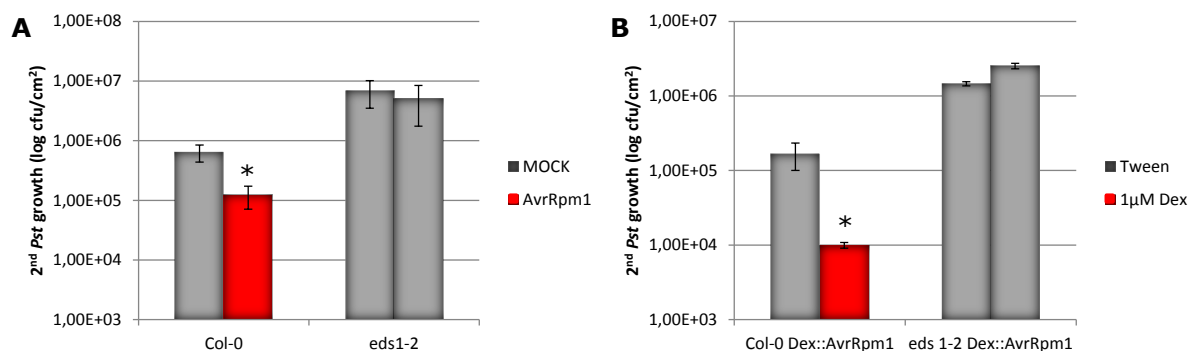 A
2nd Pst growth (log cfu/cm2)
1,00E+08
1,00E+07
1,00E+06
1,00E+05
1,00E+04
1,00E+03
*
Col-0
eds1-2
MOCK
AvrRpm1
B
2nd Pst growth (log cfu/cm2)
1,00E+07
1,00E+06
1,00E+05
1,00E+04
1,00E+03
*
Col-0 Dex::AvrRpm1
eds 1-2 Dex::AvrRpm1
Tween
1µM Dex